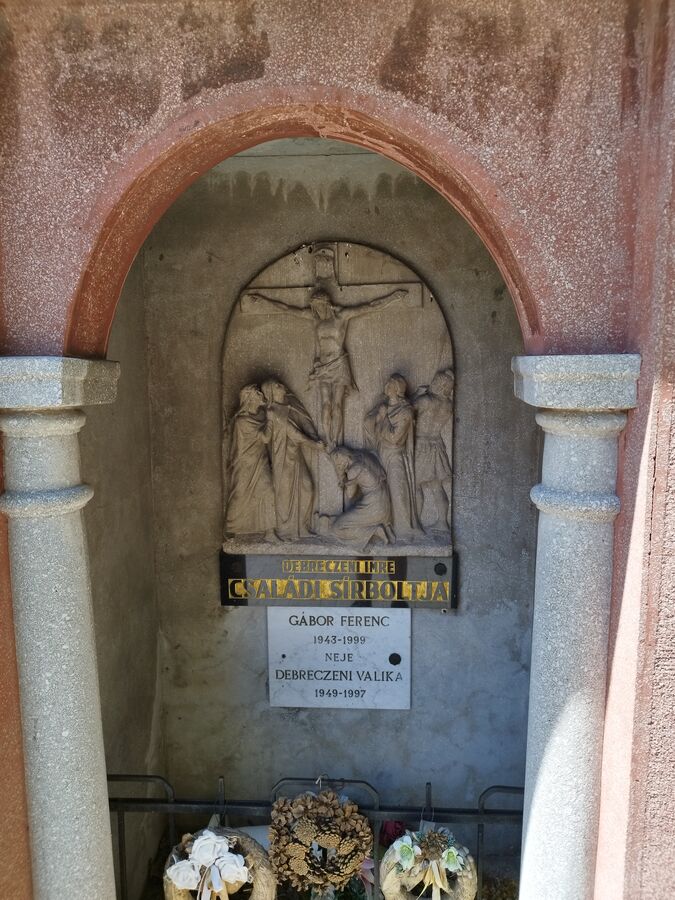 DEBRECZENI IMRE
CSALÁDI SÍRBOLTJA
GÁBOR FERENC
1943-1999
NEJE
DEBRECZENI VALIKA
1949-1997